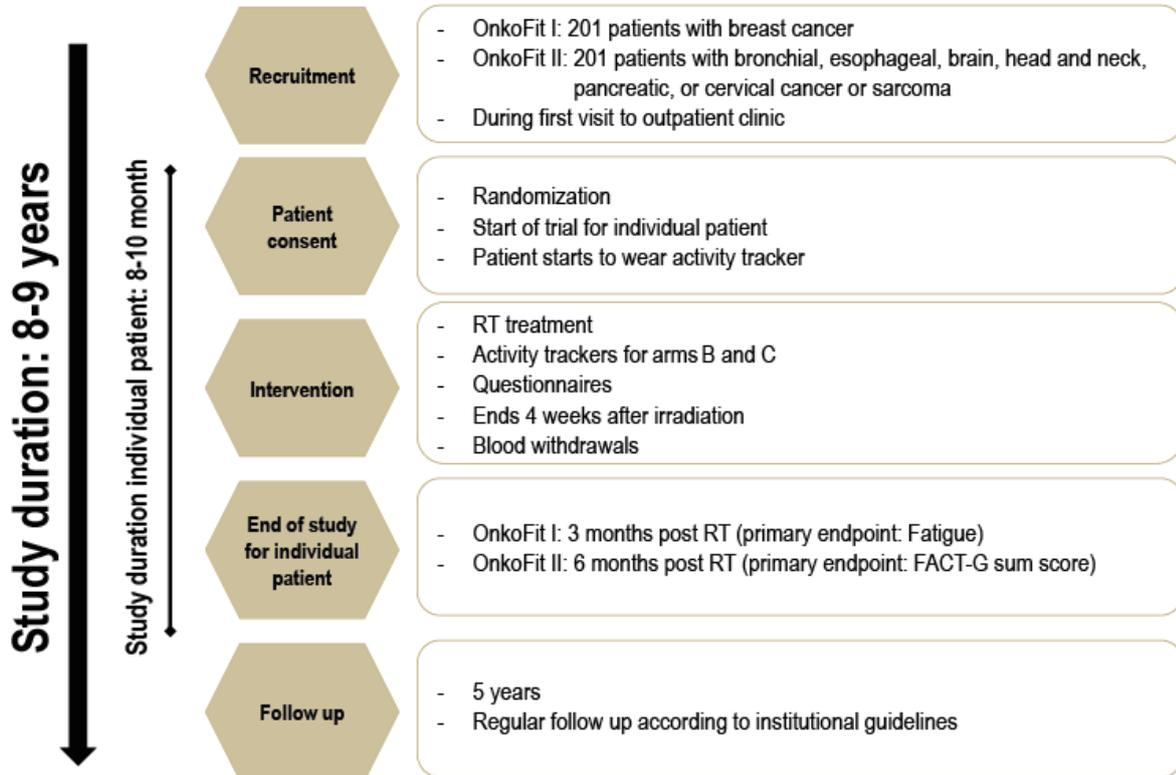 Study duration: 8-9 years
Study duration individual patient: 8-10 month
Recruitment
- OnkoFit I: 201 patients with breast cancer
- OnkoFit II: 201 patients with bronchial, esophageal, brain, head and neck,
pancreatic, or cervical cancer or sarcoma
- During first visit to outpatient clinic
Patient
consent
- Randomization
- Start of trial for individual patient
- Patient starts to wear activity tracker
Intervention
- RT treatment
- Activity trackers for arms B and C
- Questionnaires
- Ends 4 weeks after irradiation
- Blood withdrawals
End of study
for individual
patient
- OnkoFit I: 3 months post RT (primary endpoint: Fatigue)
- OnkoFit II: 6 months post RT (primary endpoint: FACT-G sum score)
Follow up
- 5 years
- Regular follow up according to institutional guidelines